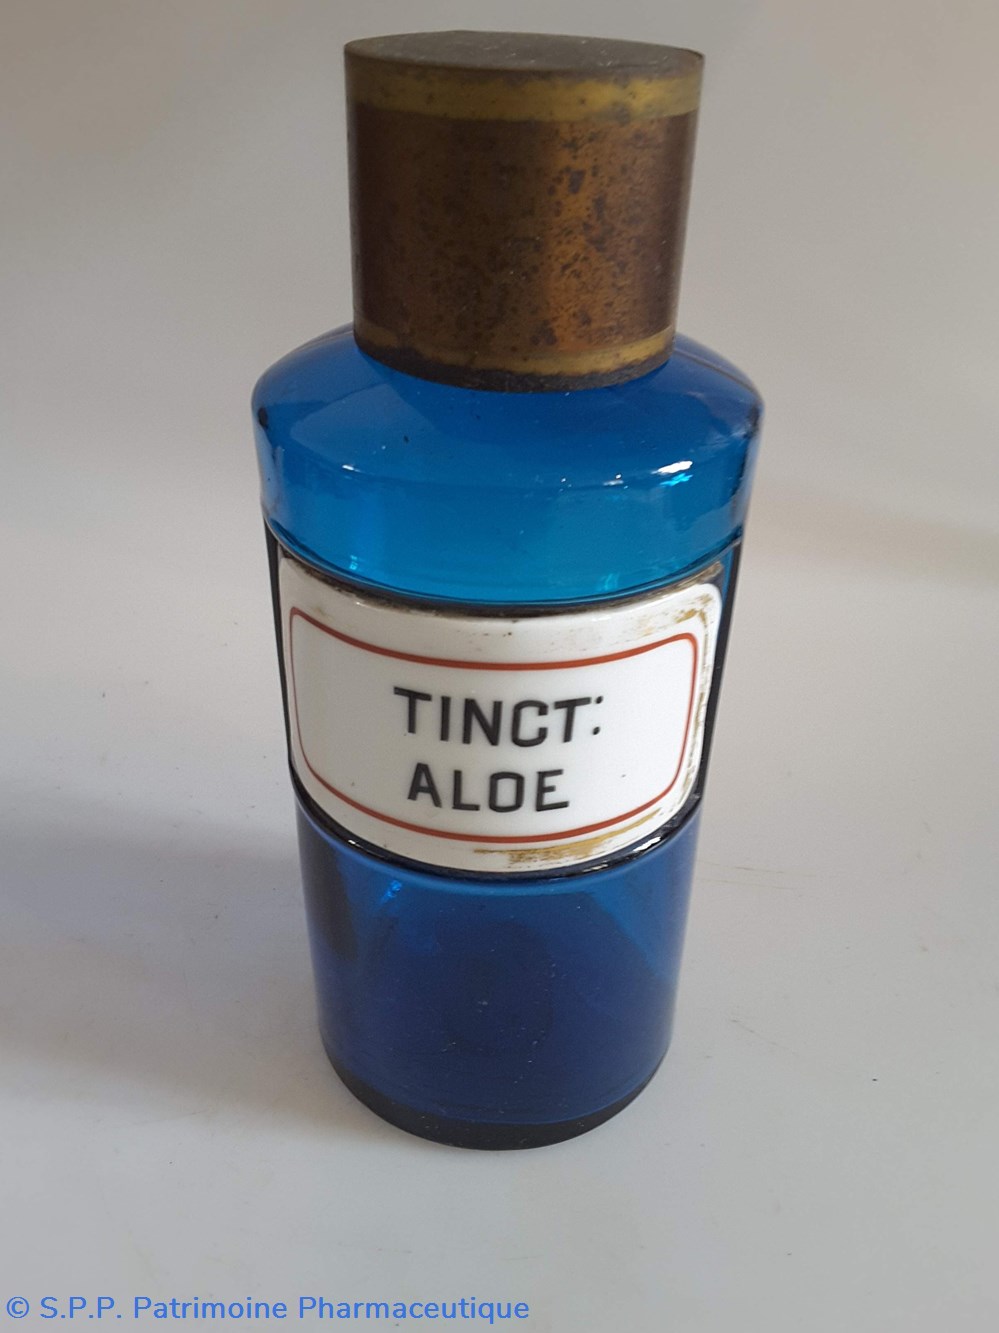 TINCT:
ALOE
© S.P.P. Patrimoine Pharmaceutique